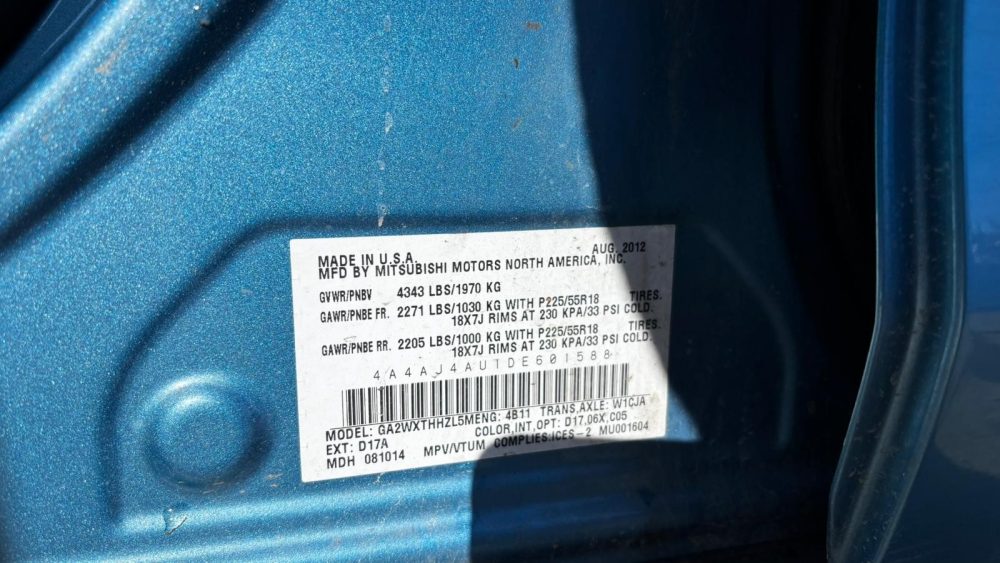 MADE IN U.S.A. AUG, 2012
MFD BY MITSUBISHI MOTORS NORTH AMERICA, INC.
GVWR/PNBV 4343 LBS/1970 KG
GAWR/PNBE FR. 2271 LBS/1030 KG WITH P225/55R18 TIRES.
18X7J RIMS AT 230 KPA/33 PSI COLD.
GAWR/PNBE RR. 2205 LBS/1000 KG WITH P225/55R18 TIRES.
18X7J RIMS AT 230 KPA/33 PSI COLD.
4A4AJ4AU1DE601588
MODEL: GA2WXTHHZL5MENG: 4B11 TRANS,AXLE: W1CJA
EXT: D17A COLOR,INT,OPT: D17,06X,C05
MDH 081014 MPV/VTUM COMPLIES:ICES-2 MU001604